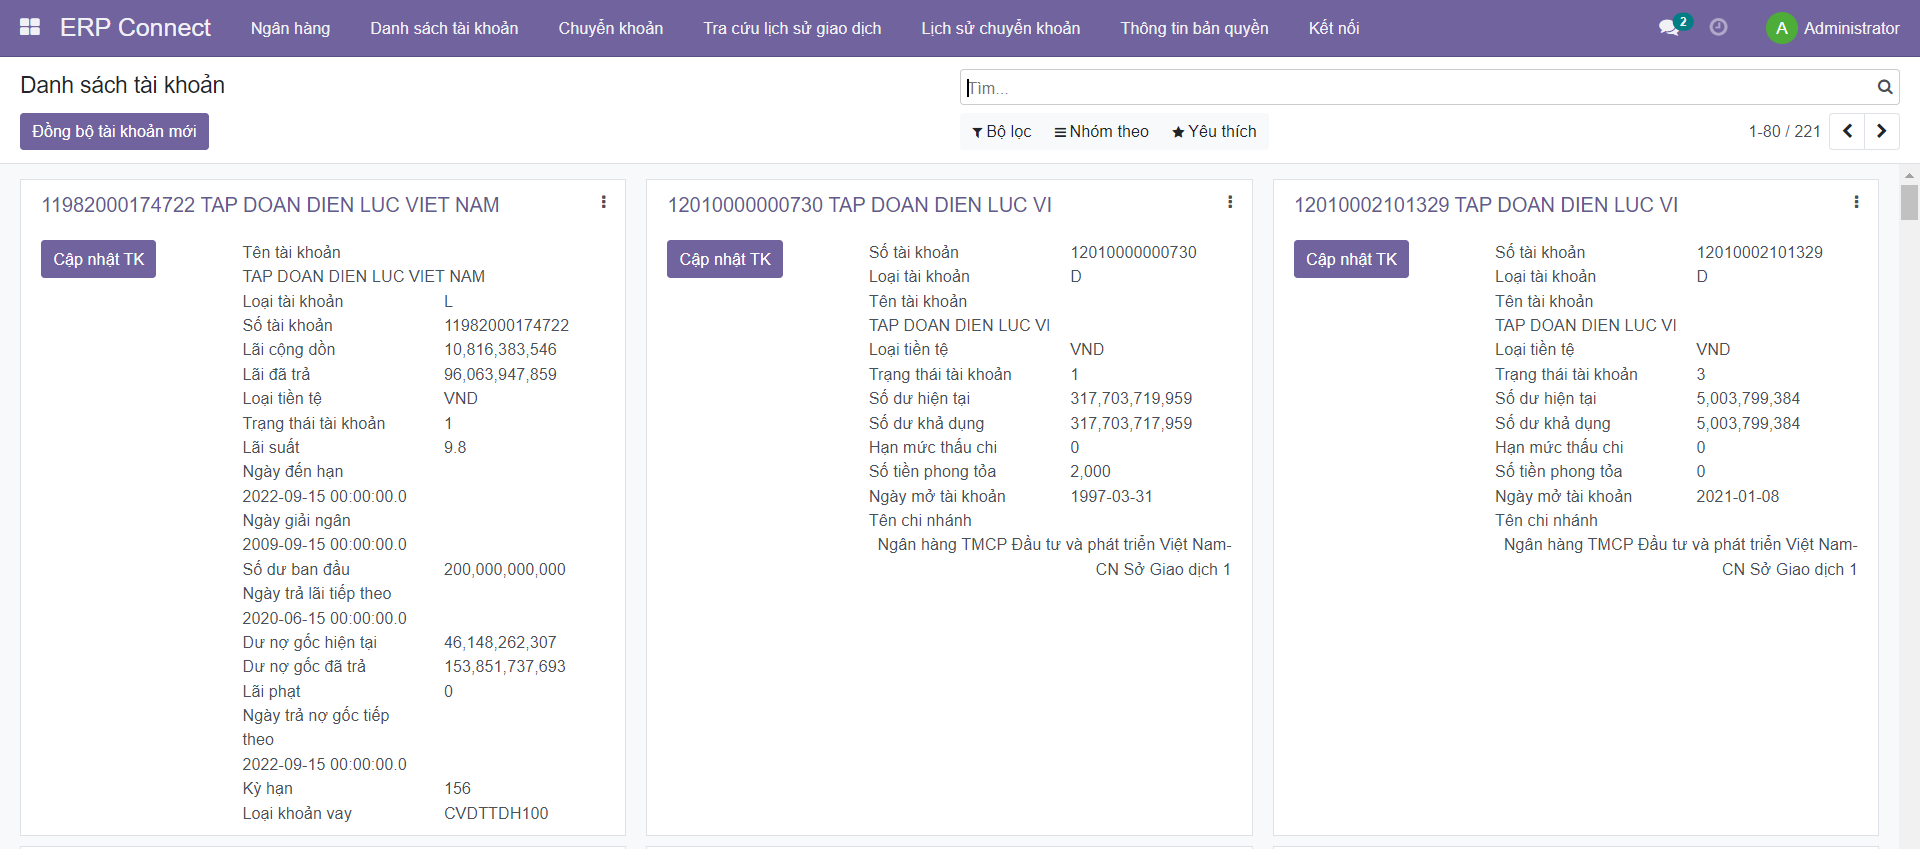 ERP Connect Ngân hàng Danh sách tài khoản Chuyển khoản Tra cứu lịch sử giao dịch Lịch sử chuyển khoản Thông tin bản quyền Kết nối 2 A Administrator
Danh sách tài khoản
Tìm...
Đồng bộ tài khoản mới
Bộ lọc Nhóm theo Yêu thích
1-80 / 221
11982000174722 TAP DOAN DIEN LUC VIET NAM
Cập nhật TK
Tên tài khoản
TAP DOAN DIEN LUC VIET NAM
Loại tài khoản L
Số tài khoản 11982000174722
Lãi cộng dồn 10,816,383,546
Lãi đã trả 96,063,947,859
Loại tiền tệ VND
Trạng thái tài khoản 1
Lãi suất 9.8
Ngày đến hạn
2022-09-15 00:00:00.0
Ngày giải ngân
2009-09-15 00:00:00.0
Số dư ban đầu 200,000,000,000
Ngày trả lãi tiếp theo
2020-06-15 00:00:00.0
Dư nợ gốc hiện tại 46,148,262,307
Dư nợ gốc đã trả 153,851,737,693
Lãi phạt 0
Ngày trả nợ gốc tiếp
theo
2022-09-15 00:00:00.0
Kỳ hạn 156
Loại khoản vay CVDTTDH100
12010000000730 TAP DOAN DIEN LUC VI
Cập nhật TK
Số tài khoản 12010000000730
Loại tài khoản D
Tên tài khoản
TAP DOAN DIEN LUC VI
Loại tiền tệ VND
Trạng thái tài khoản 1
Số dư hiện tại 317,703,719,959
Số dư khả dụng 317,703,717,959
Hạn mức thấu chi 0
Số tiền phong tỏa 2,000
Ngày mở tài khoản 1997-03-31
Tên chi nhánh
Ngân hàng TMCP Đầu tư và phát triển Việt Nam-
CN Sở Giao dịch 1
12010002101329 TAP DOAN DIEN LUC VI
Cập nhật TK
Số tài khoản 12010002101329
Loại tài khoản D
Tên tài khoản
TAP DOAN DIEN LUC VI
Loại tiền tệ VND
Trạng thái tài khoản 3
Số dư hiện tại 5,003,799,384
Số dư khả dụng 5,003,799,384
Hạn mức thấu chi 0
Số tiền phong tỏa 0
Ngày mở tài khoản 2021-01-08
Tên chi nhánh
Ngân hàng TMCP Đầu tư và phát triển Việt Nam-
CN Sở Giao dịch 1